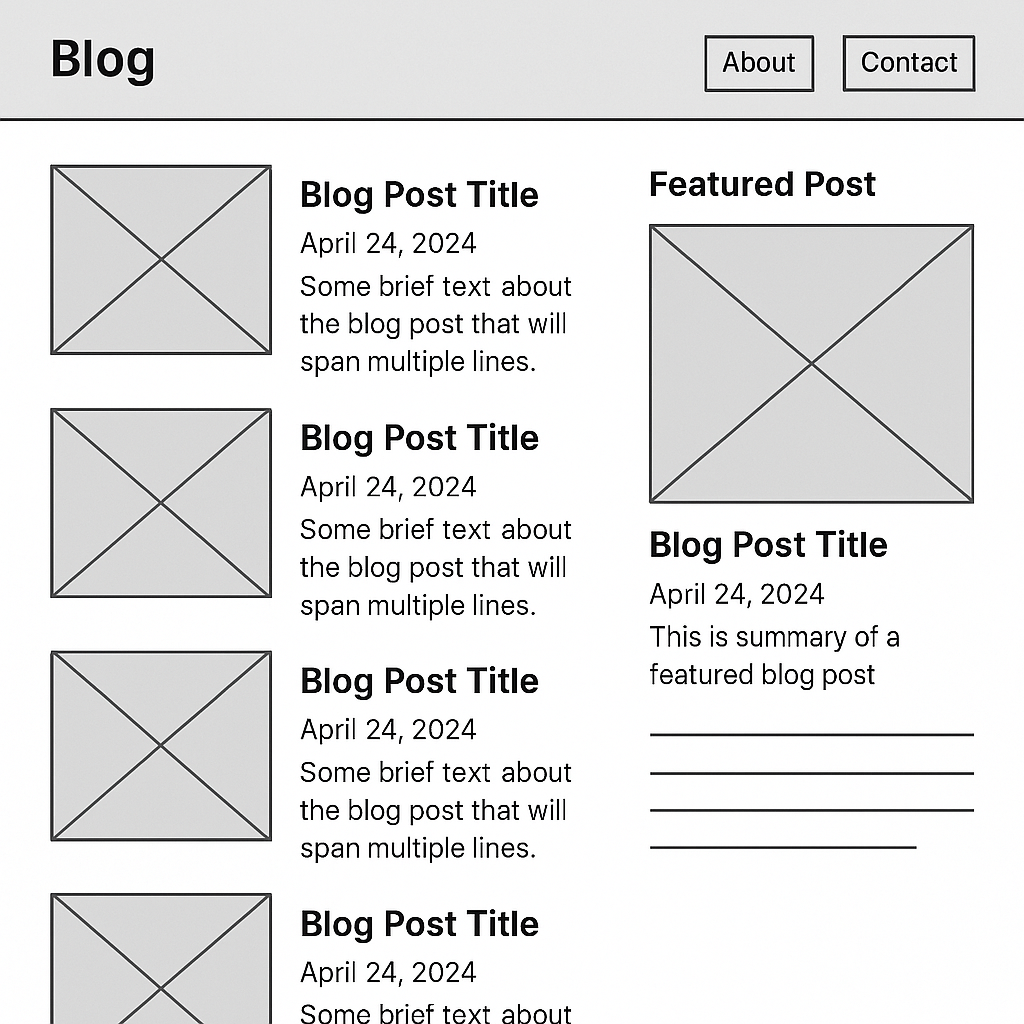 Blog
About
Contact
Blog Post Title
April 24, 2024
Some brief text about
the blog post that will
span multiple lines.
Blog Post Title
April 24, 2024
Some brief text about
the blog post that will
span multiple lines.
Blog Post Title
April 24, 2024
Some brief text about
the blog post that will
span multiple lines.
Blog Post Title
April 24, 2024
Some brief text about
Featured Post
Blog Post Title
April 24, 2024
This is summary of a
featured blog post